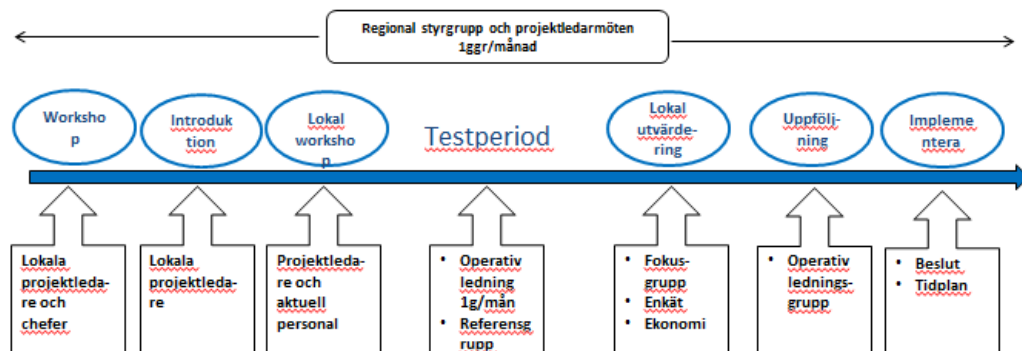 Regional styrgrupp och projektledarmöten
1ggr/månad
Worksho
p
Introduk
tion
Lokal
worksho
p
Testperiod
Lokal
utvärde-
ring
Uppfölj-
ning
Impleme
ntera
Lokala
projektleda-
re och
chefer
Lokala
projektleda-
re
Projektleda-
re och
aktuell
personal
• Operativ
ledning
1g/mån
• Referensg
rupp
• Fokus-
grupp
• Enkät
• Ekonomi
• Operativ
lednings-
grupp
• Beslut
• Tidplan